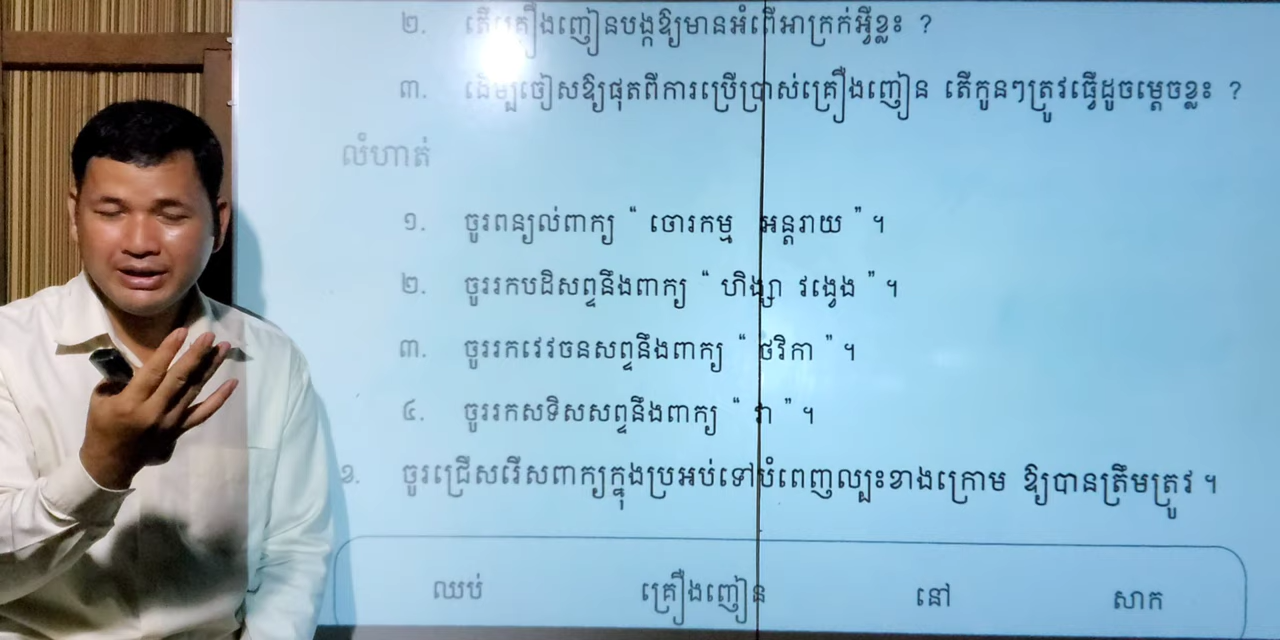 ២. តើគ្រឿងញៀនបង្កឱ្យមានអំពើអាក្រក់អ្វីខ្លះ ?
៣. ដើម្បីចៀសឱ្យផុតពីការប្រើប្រាស់គ្រឿងញៀន តើកូនៗត្រូវធ្វើដូចម្ដេចខ្លះ ?
លំហាត់
១. ចូរពន្យល់ពាក្យ “ ចោរកម្ម អន្តរាយ ” ។
២. ចូររកបដិសព្ទនឹងពាក្យ “ ហិង្សា វង្វេង ” ។
៣. ចូររកវេវចនសព្ទនឹងពាក្យ “ ថវិកា ” ។
៤. ចូររកសទិសសព្ទនឹងពាក្យ “ វា ” ។
ខ. ចូរជ្រើសរើសពាក្យក្នុងប្រអប់ទៅបំពេញល្បះខាងក្រោម ឱ្យបានត្រឹមត្រូវ ។
ឈប់ គ្រឿងញៀន នៅ សាក